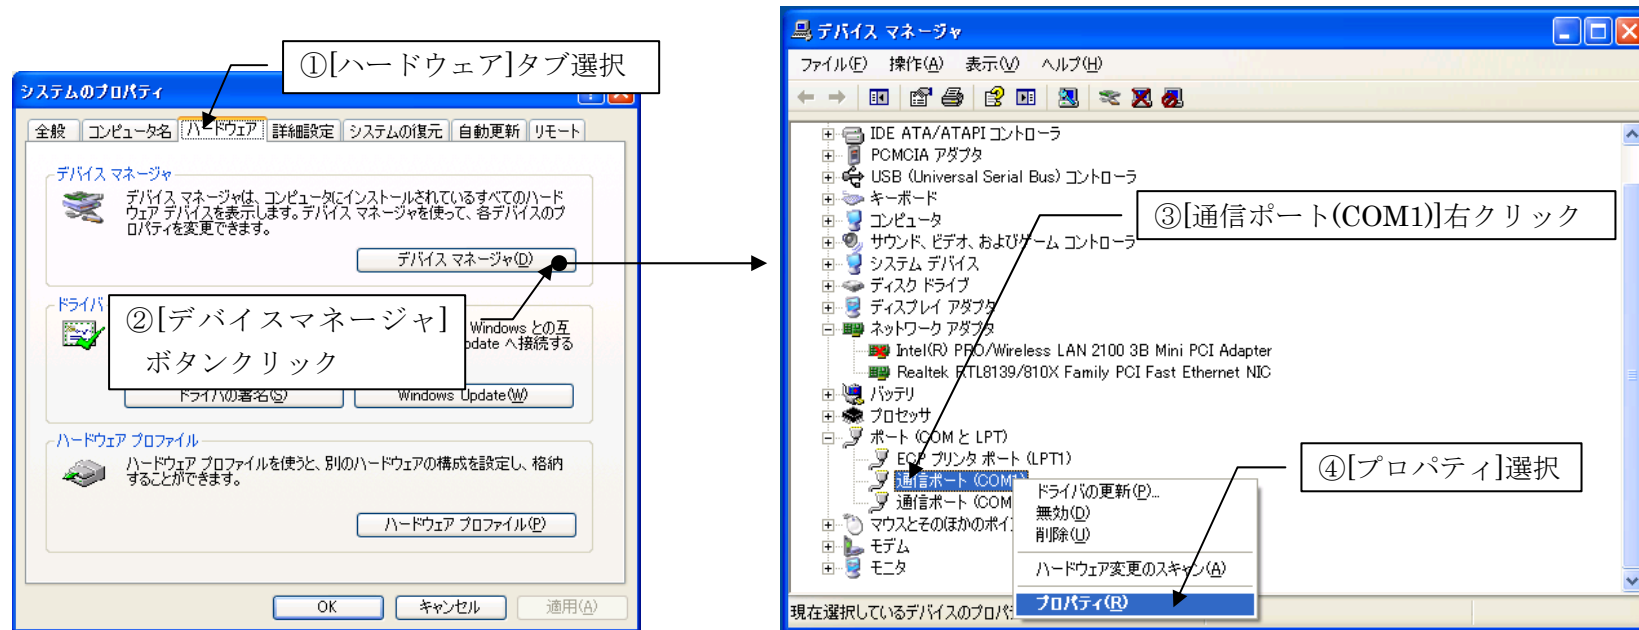 ①[ハードウェア]タブ選択
システムのプロパティ
全般 コンピュータ名 ハードウェア 詳細設定 システムの復元 自動更新 リモート
デバイス マネージャ
デバイス マネージャは、コンピュータにインストールされているすべてのハード
ウェア デバイスを表示します。デバイス マネージャを使って、各デバイスのプ
ロパティを変更できます。
デバイス マネージャ(D)
ドライバ
②[デバイスマネージャ]
ボタンクリック
Windows との互
pdate へ接続する
ドライバの署名(S)
Windows Update(W)
ハードウェア プロファイル
ハードウェア プロファイルを使うと、別のハードウェアの構成を設定し、格納
することができます。
ハードウェア プロファイル(P)
OK キャンセル 適用(A)
デバイス マネージャ
ファイル(F) 操作(A) 表示(V) ヘルプ(H)
IDE ATA/ATAPI コントローラ
PCMCIA アダプタ
USB (Universal Serial Bus) コントローラ
キーボード
コンピュータ
③[通信ポート(COM1)]右クリック
サウンド、ビデオ、およびゲーム コントローラ
システム デバイス
ディスク ドライブ
ディスプレイ アダプタ
ネットワーク アダプタ
Intel(R) PRO/Wireless LAN 2100 3B Mini PCI Adapter
Realtek RTL8139/810X Family PCI Fast Ethernet NIC
バッテリ
プロセッサ
ポート (COM と LPT)
ECP プリンタ ポート (LPT1)
通信ポート (COM1)
通信ポート (COM
マウスとそのほかのポイ
モデム
モニタ
④[プロパティ]選択
ドライバの更新(P)...
無効(D)
削除(U)
ハードウェア変更のスキャン(A)
プロパティ(R)
現在選択しているデバイスのプロパ